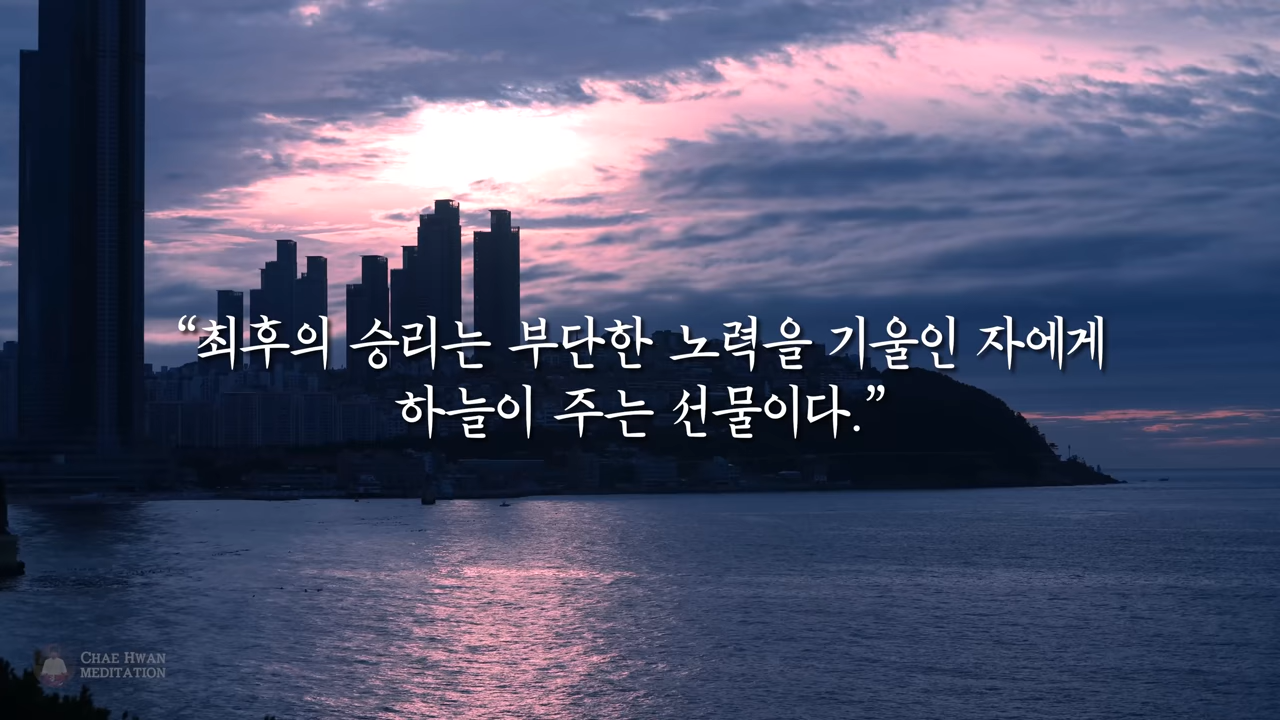 “최후의 승리는 부단한 노력을 기울인 자에게
하늘이 주는 선물이다.”
CHAE HWAN
MEDITATION